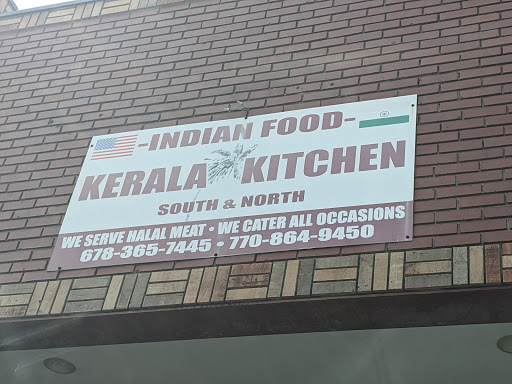 -INDIAN FOOD-
KERALA KITCHEN
SOUTH & NORTH
WE SERVE HALAL MEAT • WE CATER ALL OCCASIONS
678-365-7445 • 770-864-9450